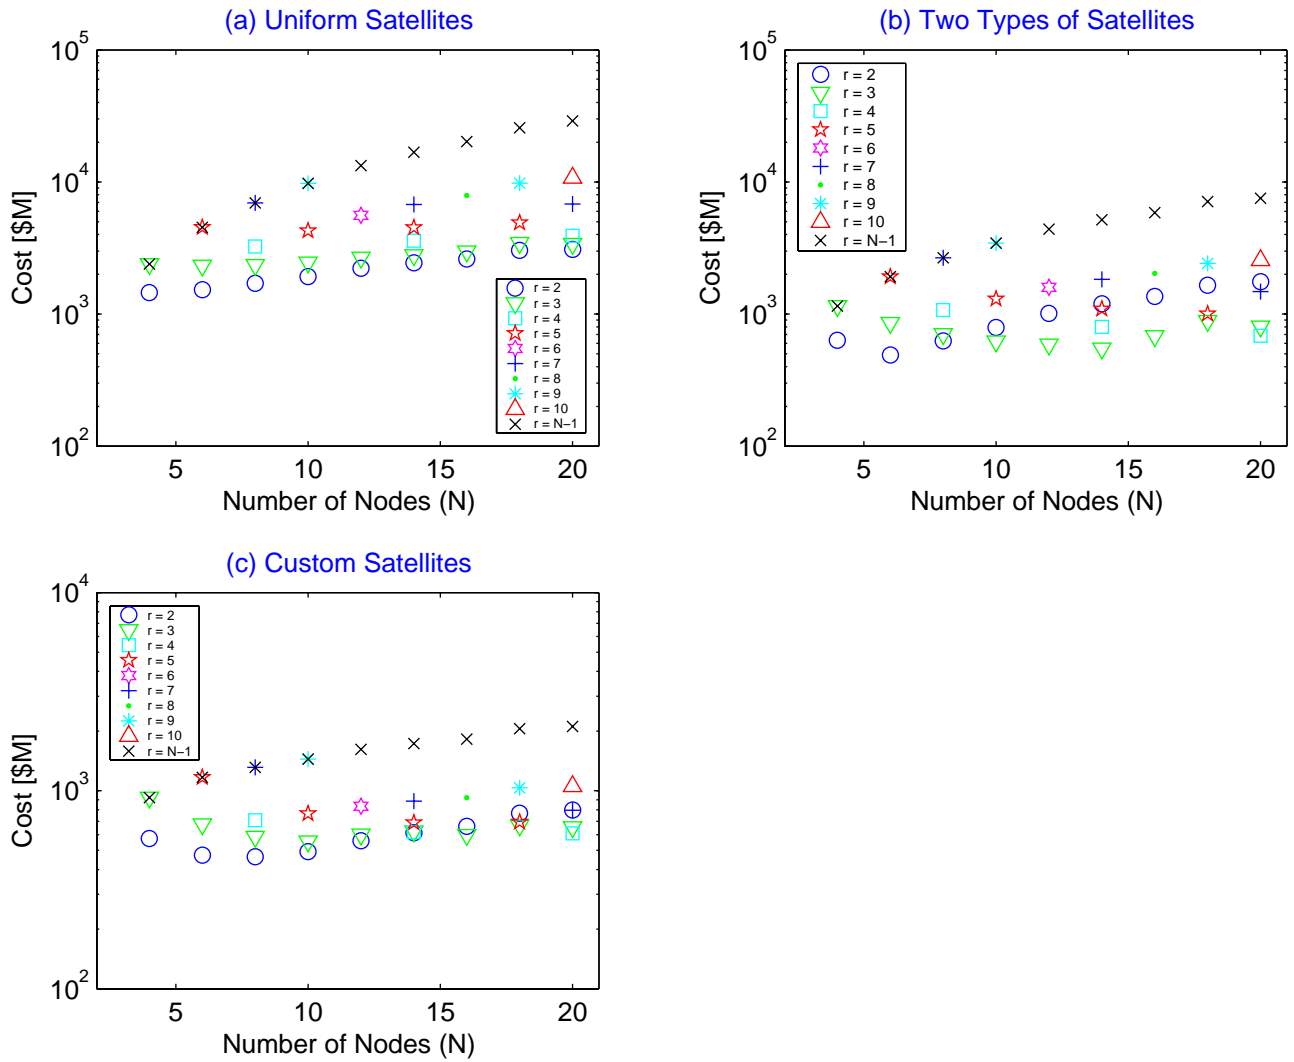 (a) Uniform Satellites
10^5
10^4
10^3
10^2
Cost [$M]
r = 2
r = 3
r = 4
r = 5
r = 6
r = 7
r = 8
r = 9
r = 10
r = N−1
5 10 15 20
Number of Nodes (N)
(b) Two Types of Satellites
10^5
10^4
10^3
10^2
Cost [$M]
r = 2
r = 3
r = 4
r = 5
r = 6
r = 7
r = 8
r = 9
r = 10
r = N−1
5 10 15 20
Number of Nodes (N)
(c) Custom Satellites
10^4
10^3
10^2
Cost [$M]
r = 2
r = 3
r = 4
r = 5
r = 6
r = 7
r = 8
r = 9
r = 10
r = N−1
5 10 15 20
Number of Nodes (N)